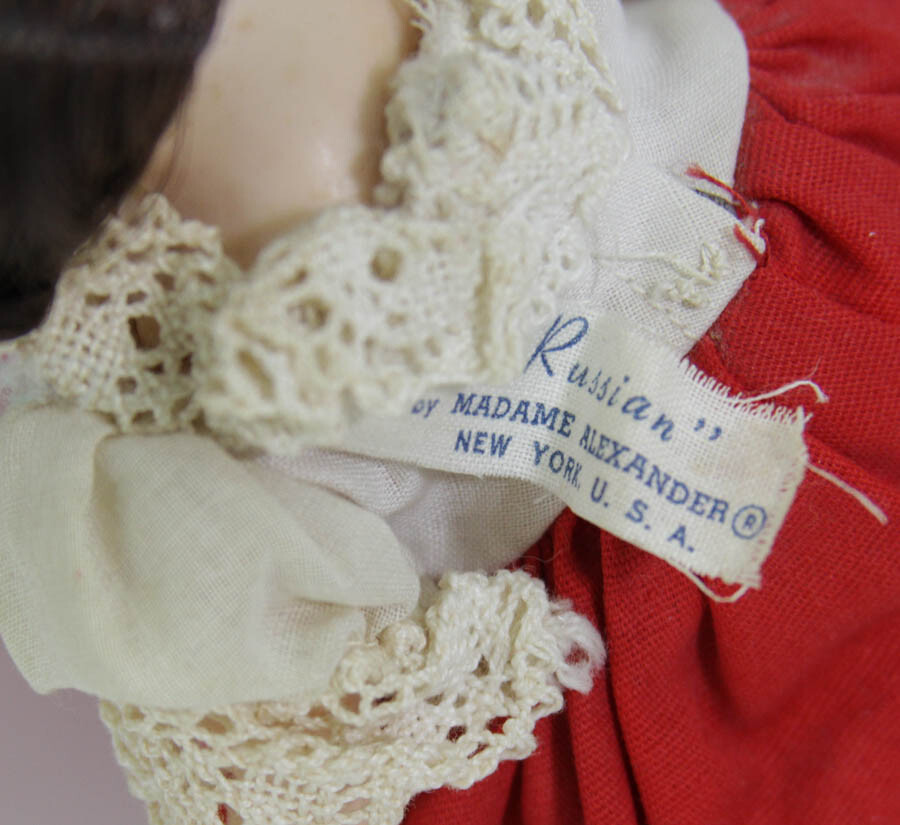 Russian”
by MADAME ALEXANDER®
NEW YORK, U. S. A.